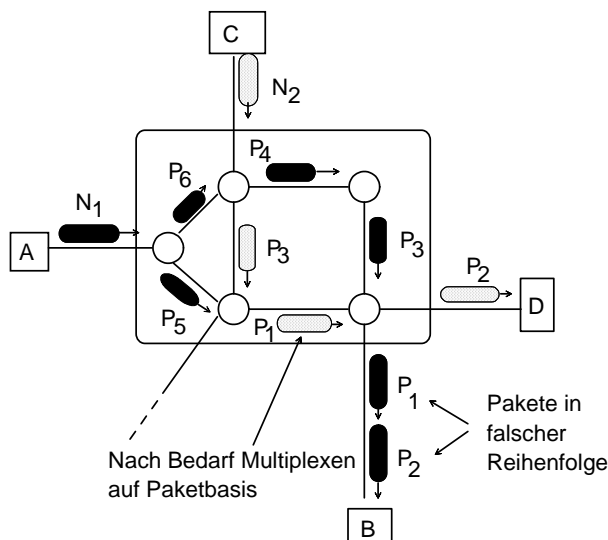 C
N2
P4
P6
N1
A
P3
P3
P2
P5
P1
D
P1
Pakete in
falscher
Reihenfolge
Nach Bedarf Multiplexen
auf Paketbasis
P2
B